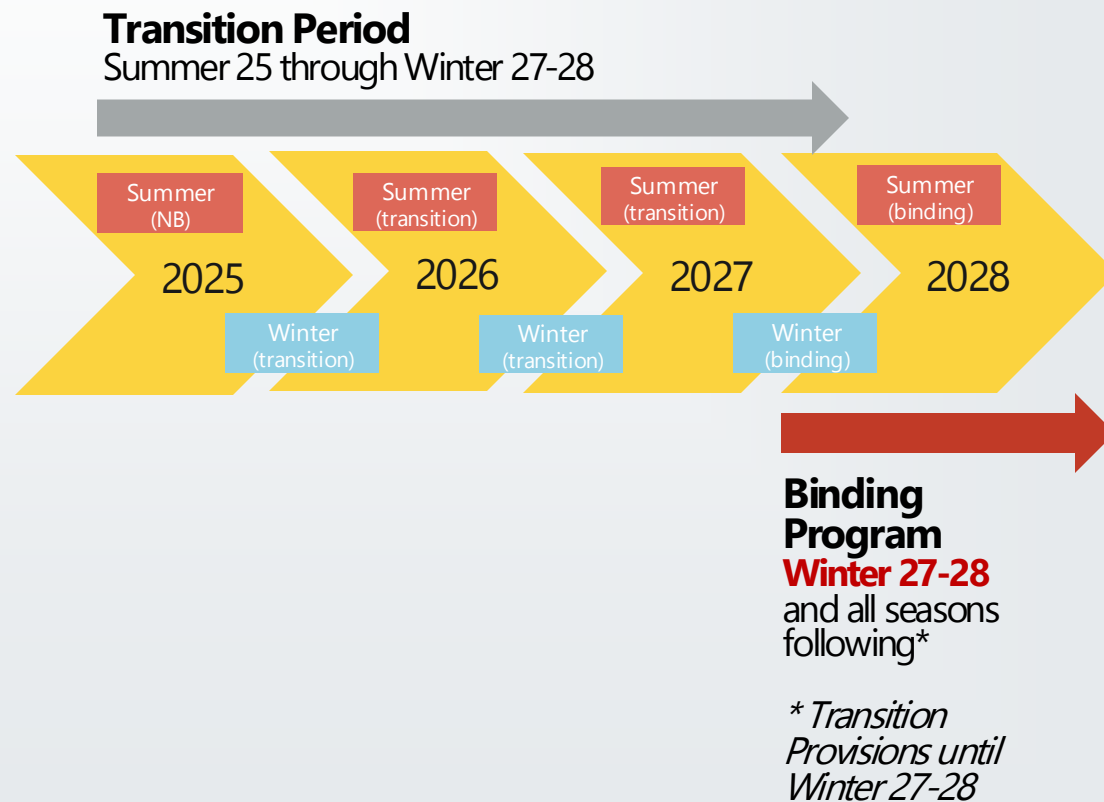 Transition Period
Summer 25 through Winter 27-28
Summer
(NB)
Summer
(transition)
Summer
(transition)
Summer
(binding)
2025
2026
2027
2028
Winter
(transition)
Winter
(transition)
Winter
(binding)
Binding
Program
Winter 27-28
and all seasons
following*
* Transition
Provisions until
Winter 27-28